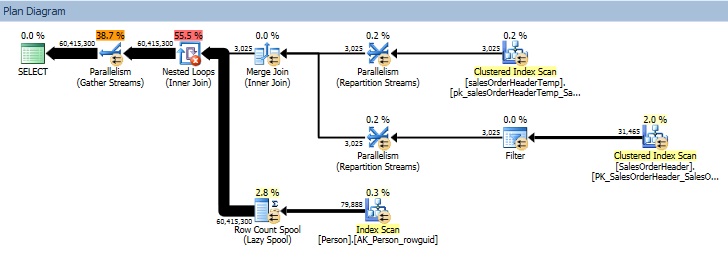 Plan Diagram
0.0 % 38.7 % 55.5 % 0.0 % 0.2 % 0.2 %
60,415,300 60,415,300 3,025 3,025 3,025
SELECT
Parallelism
(Gather Streams)
Nested Loops
(Inner Join)
Merge Join
(Inner Join)
Parallelism
(Repartition Streams)
Clustered Index Scan
[salesOrderHeaderTemp].
[pk_salesOrderHeaderTemp_Sa...
0.2 % 0.0 % 2.0 %
3,025 3,025 31,465
Parallelism
(Repartition Streams)
Filter
Clustered Index Scan
[SalesOrderHeader].
[PK_SalesOrderHeader_SalesO...
2.8 % 0.3 %
60,415,300 79,888
Row Count Spool
(Lazy Spool)
Index Scan
[Person].[AK_Person_rowguid]